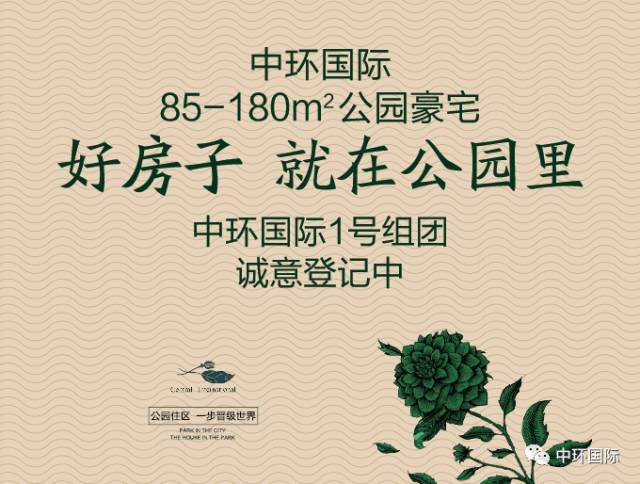 中环国际
85-180m²公园豪宅
好房子 就在公园里
中环国际1号组团
诚意登记中
Central International
公园住区 一步晋级世界
PARK IN THE CITY
THE HOUSE IN THE PARK
中环国际